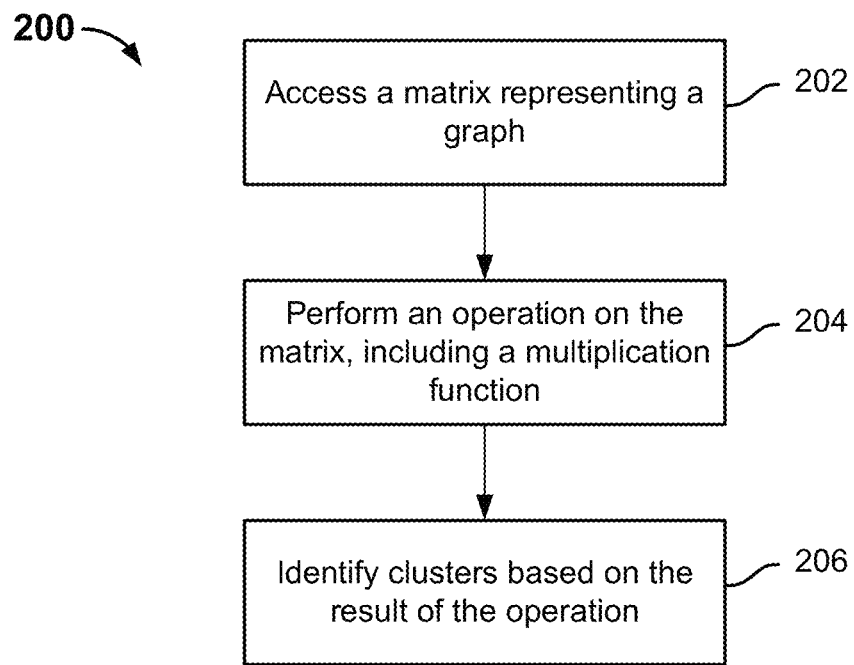 200
Access a matrix representing a
graph
202
Perform an operation on the
matrix, including a multiplication
function
204
Identify clusters based on the
result of the operation
206